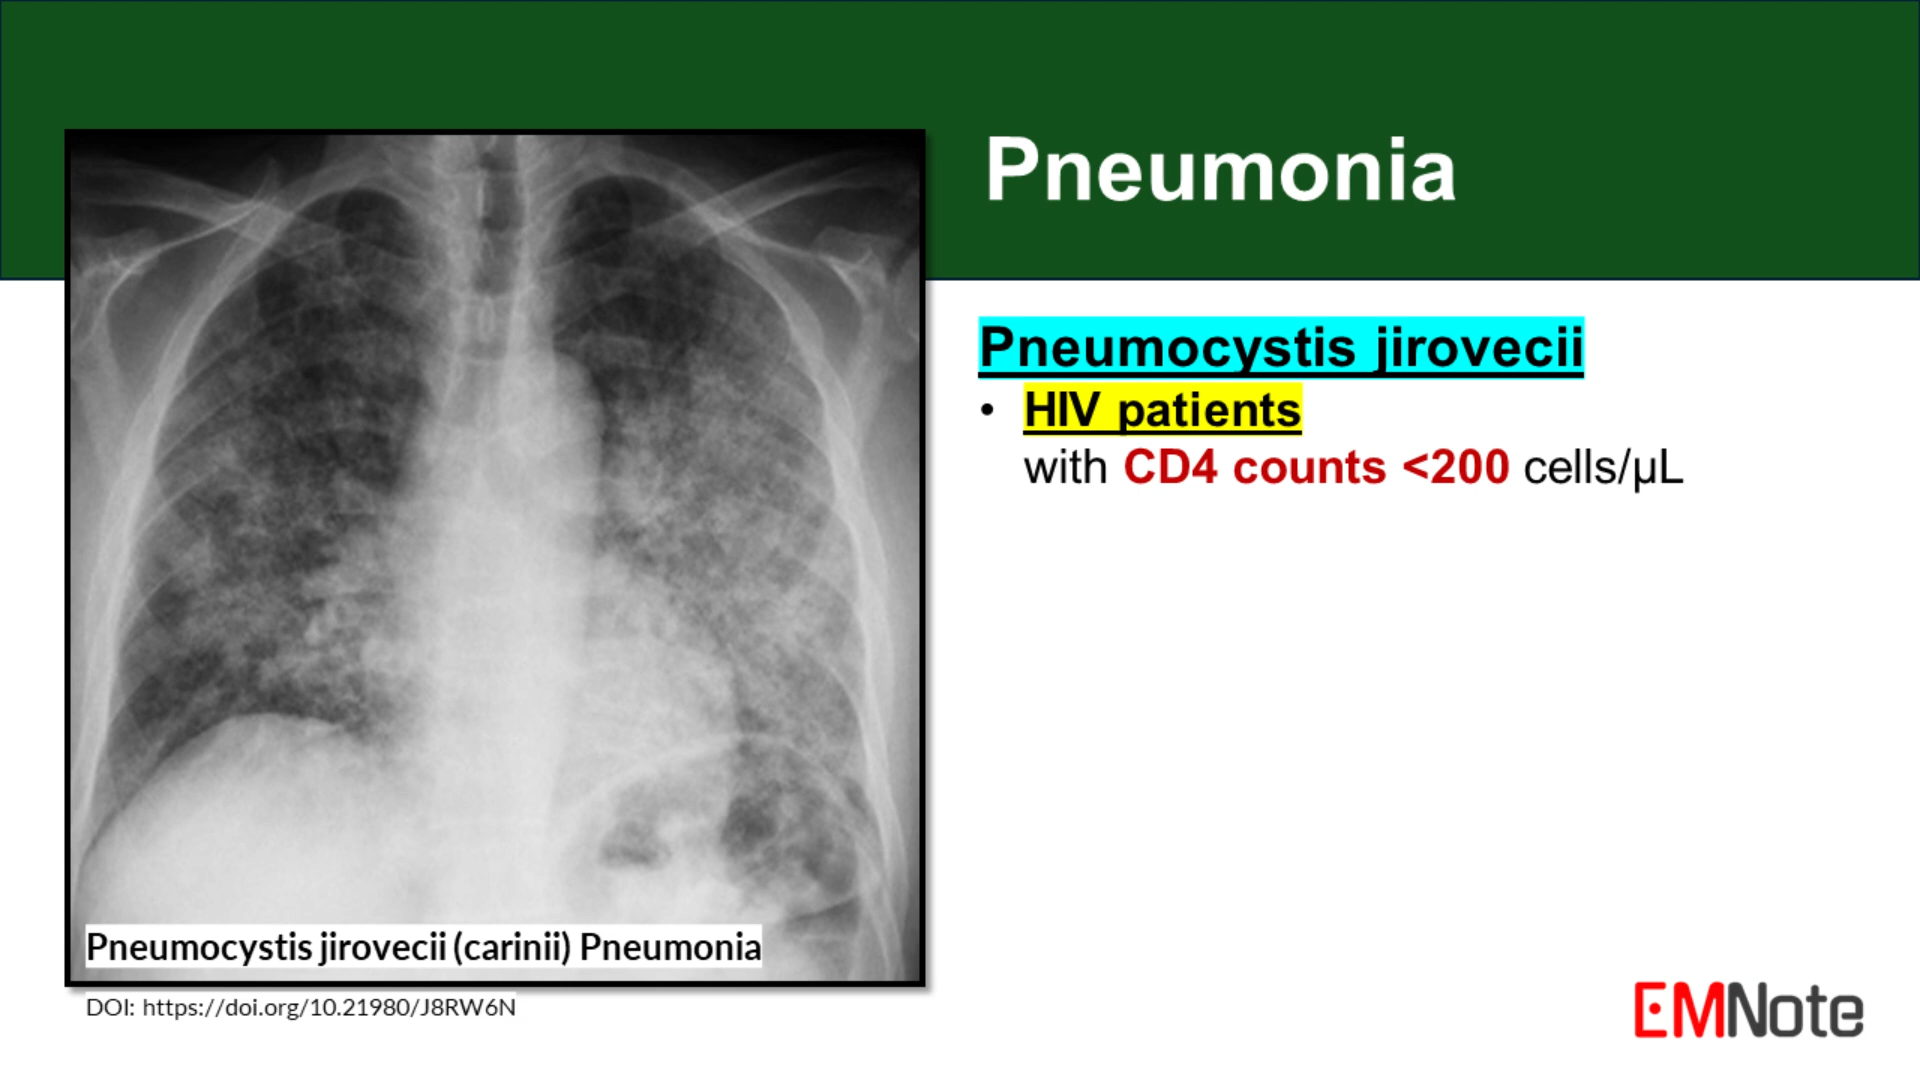 Pneumonia
Pneumocystis jirovecii
• HIV patients
with CD4 counts <200 cells/µL
Pneumocystis jirovecii (carinii) Pneumonia
DOI: https://doi.org/10.21980/J8RW6N
EMNote